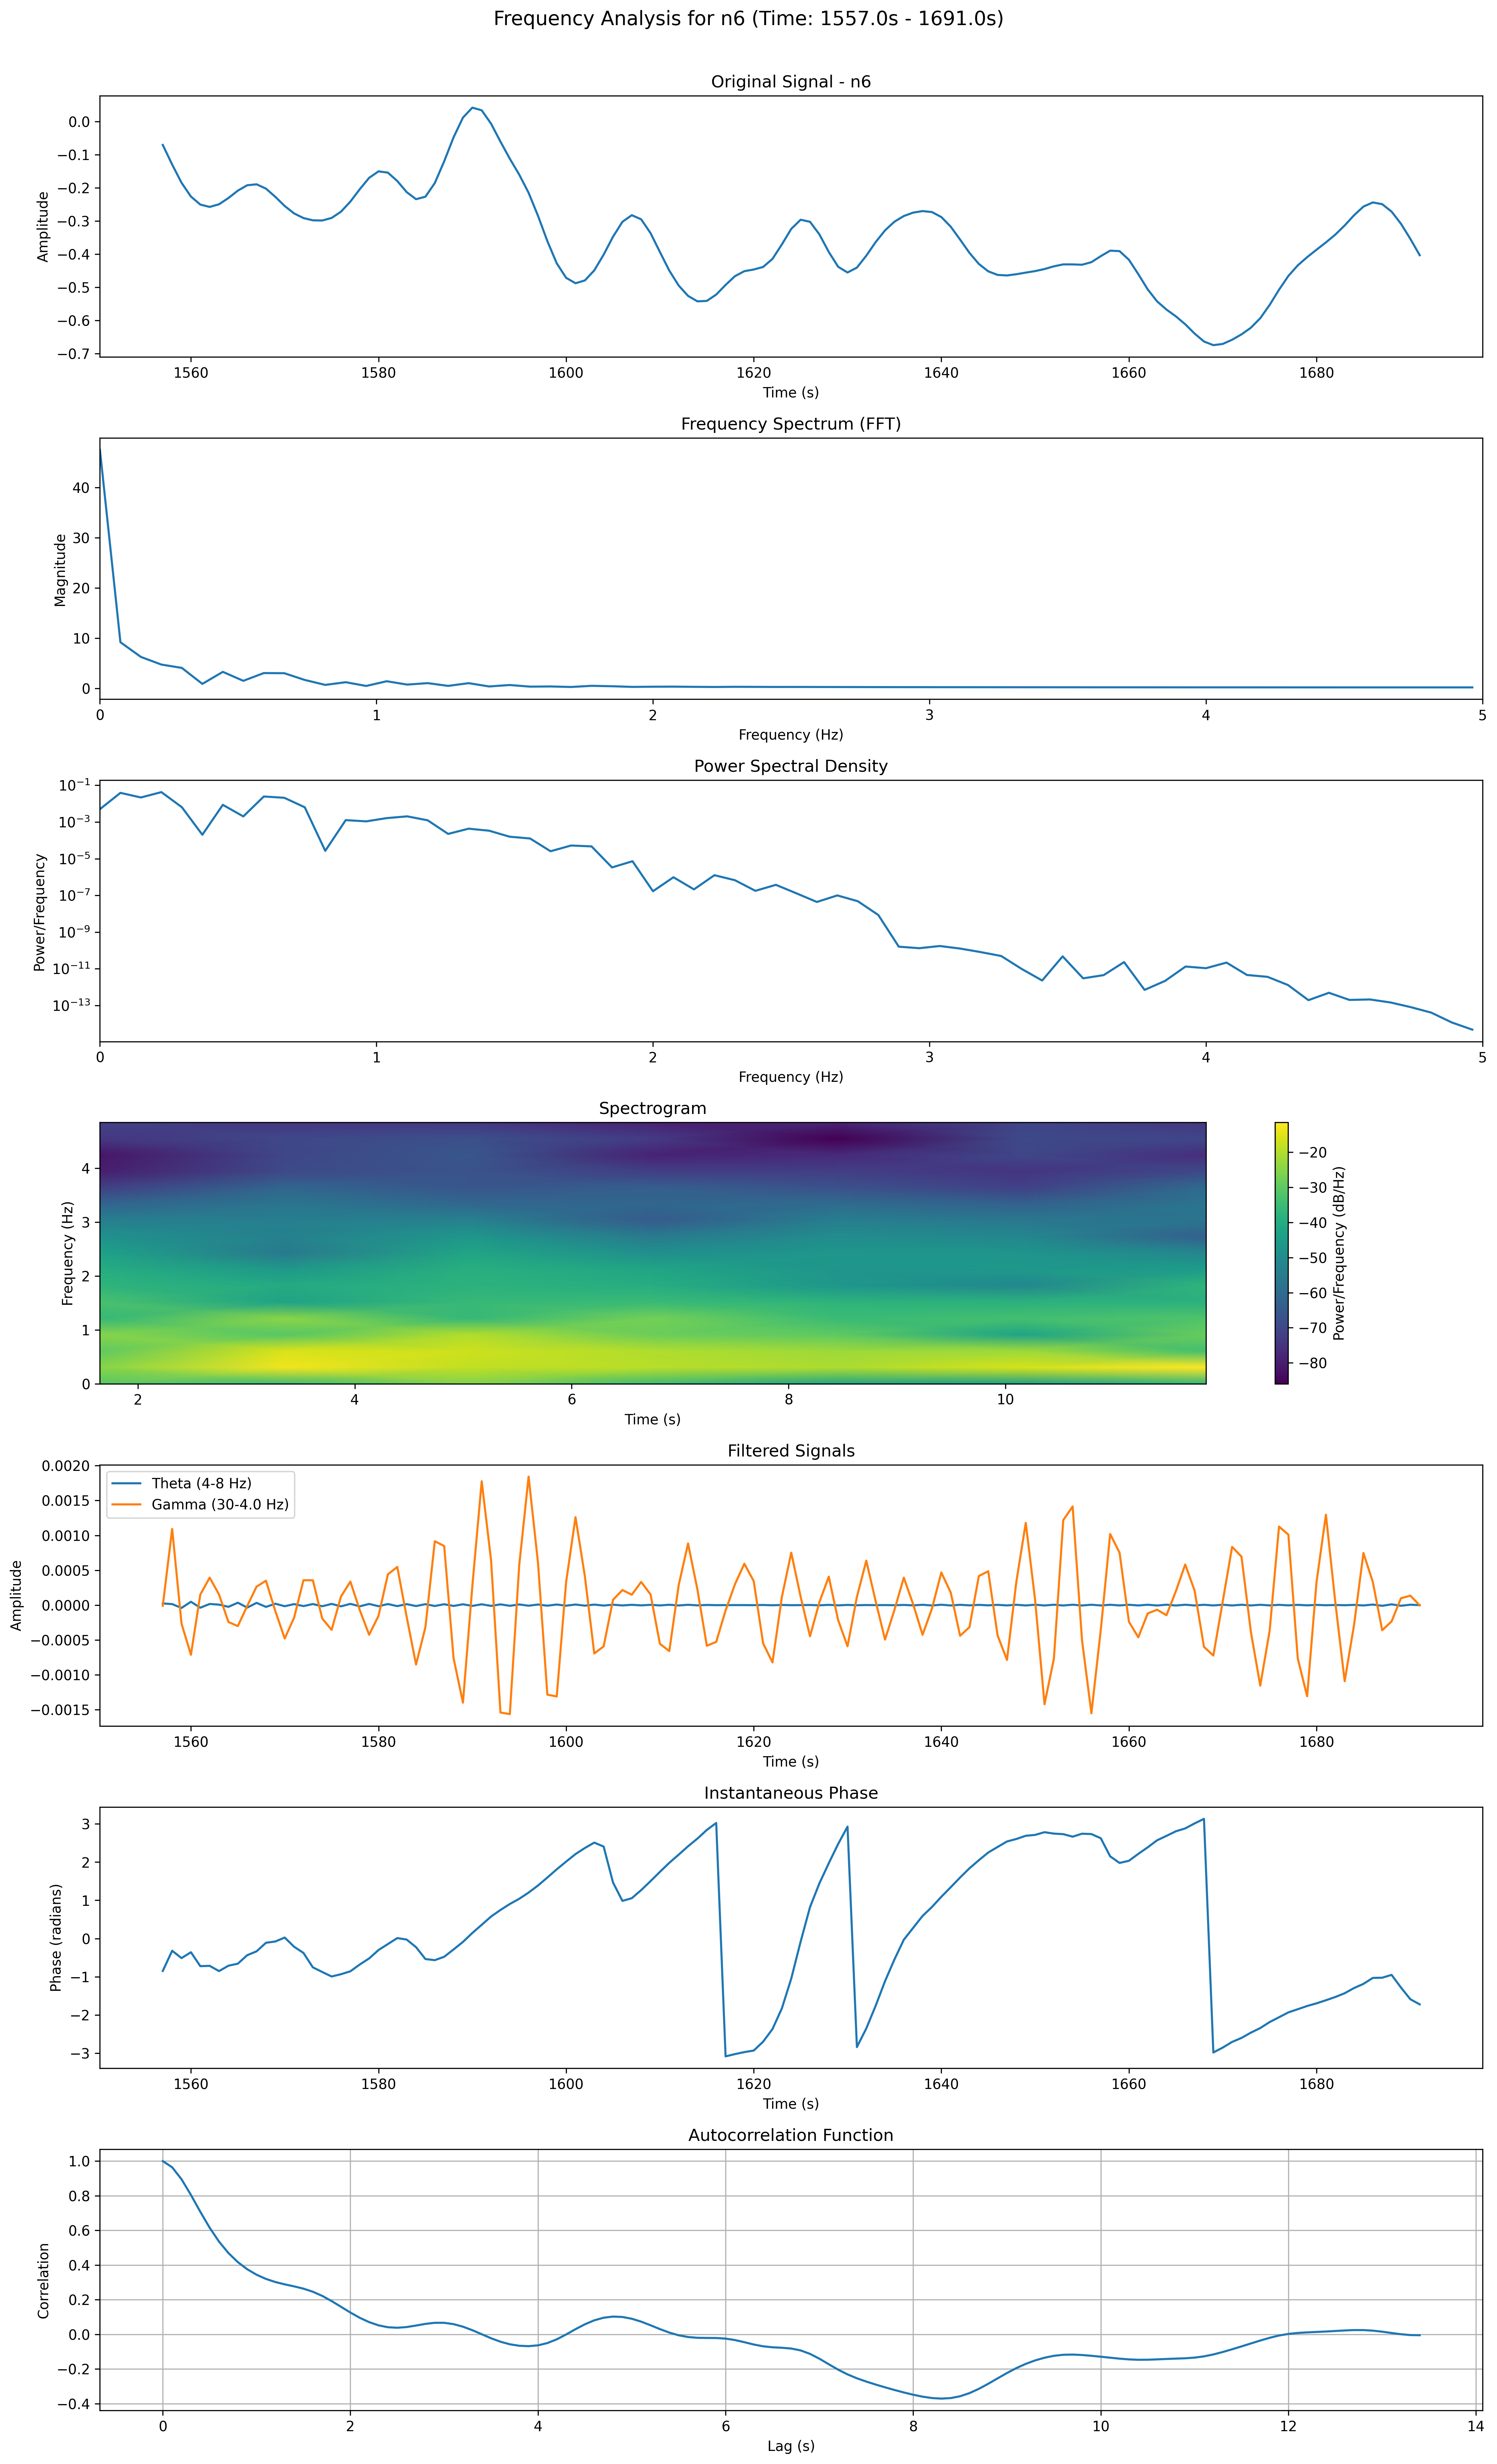 Frequency Analysis for n6 (Time: 1557.0s - 1691.0s)
Original Signal - n6
0.0
−0.1
−0.2
−0.3
−0.4
−0.5
−0.6
−0.7
Amplitude
1560 1580 1600 1620 1640 1660 1680
Time (s)
Frequency Spectrum (FFT)
40
30
20
10
0
Magnitude
0 1 2 3 4 5
Frequency (Hz)
Power Spectral Density
10⁻¹
10⁻³
10⁻⁵
10⁻⁷
10⁻⁹
10⁻¹¹
10⁻¹³
Power/Frequency
0 1 2 3 4 5
Frequency (Hz)
Spectrogram
4
3
2
1
0
Frequency (Hz)
2 4 6 8 10
Time (s)
−20
−30
−40
−50
−60
−70
−80
Power/Frequency (dB/Hz)
Filtered Signals
Theta (4-8 Hz)
Gamma (30-4.0 Hz)
0.0020
0.0015
0.0010
0.0005
0.0000
−0.0005
−0.0010
−0.0015
Amplitude
1560 1580 1600 1620 1640 1660 1680
Time (s)
Instantaneous Phase
3
2
1
0
−1
−2
−3
Phase (radians)
1560 1580 1600 1620 1640 1660 1680
Time (s)
Autocorrelation Function
1.0
0.8
0.6
0.4
0.2
0.0
−0.2
−0.4
Correlation
0 2 4 6 8 10 12 14
Lag (s)